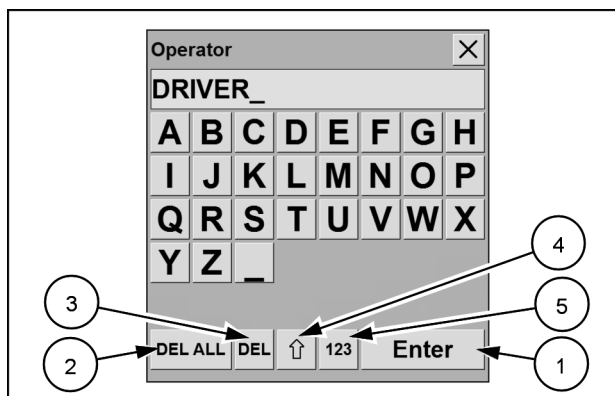 Operator
DRIVER_
A B C D E F G H
I J K L M N O P
Q R S T U V W X
Y Z _
4
3
5
DEL ALL DEL 123 Enter
2
1